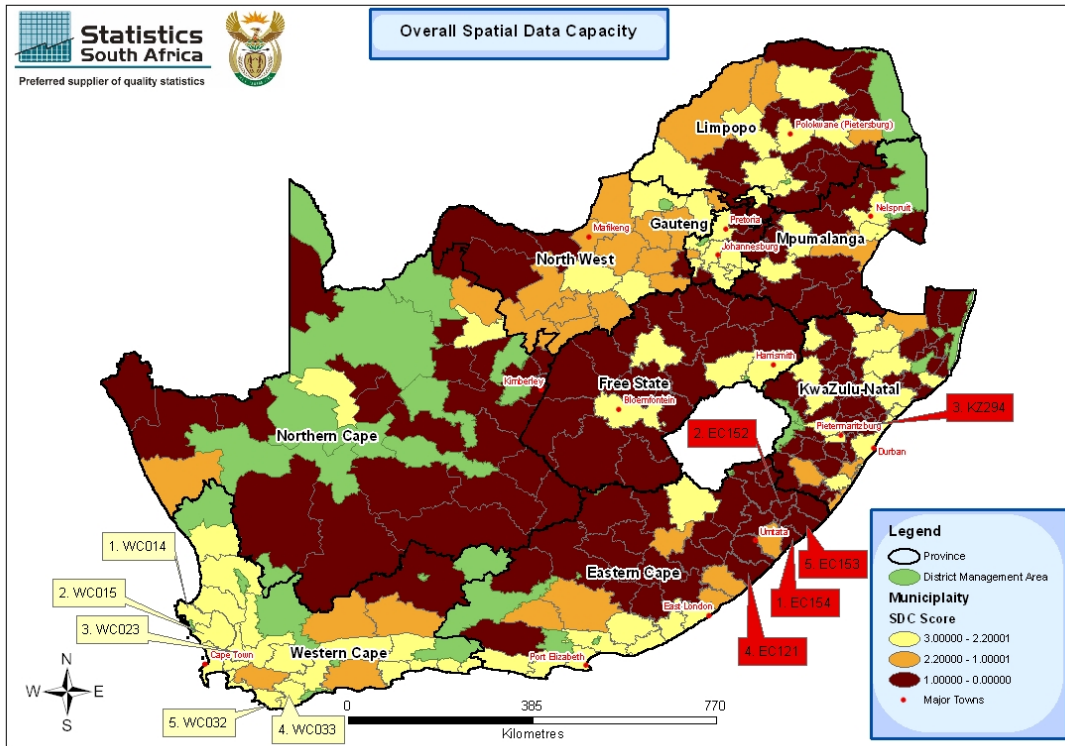 Statistics
South Africa
Preferred supplier of quality statistics
Overall Spatial Data Capacity
Limpopo
Polokwane (Pietersburg)
Nelspruit
Gauteng
Pretoria
Mafikeng
Mpumalanga
Johannesburg
North West
Harrismith
Kimberley
Free State
KwaZulu-Natal
Bloemfontein
3. KZ294
Northern Cape
2. EC152
Pietermaritzburg
Durban
Umtata
1. WC014
5. EC153
Eastern Cape
2. WC015
1. EC154
East London
3. WC023
4. EC121
Western Cape
Cape Town
Port Elizabeth
5. WC032
4. WC033
N
W
E
S
0
385
770
Kilometres
Legend
Province
District Management Area
Municiplaity
SDC Score
3.00000 - 2.20001
2.20000 - 1.00001
1.00000 - 0.00000
Major Towns